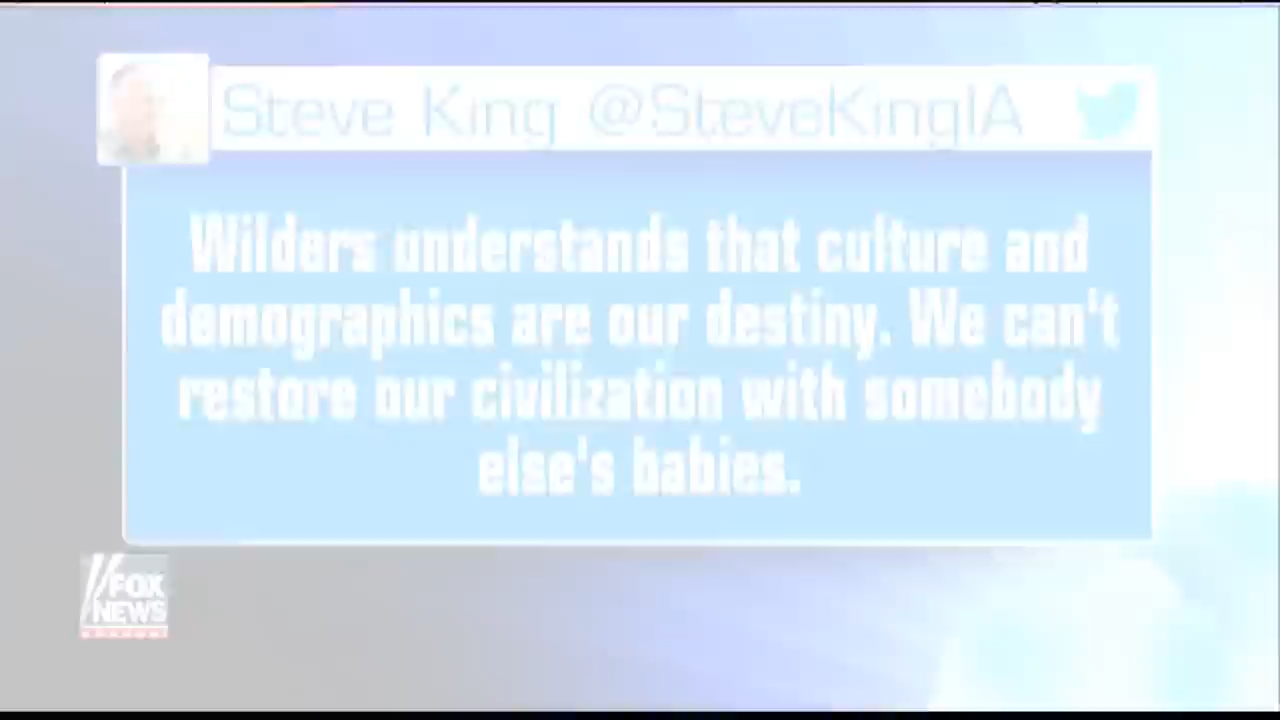 Steve King @SteveKingIA
Wilders understands that culture and
demographics are our destiny. We can't
restore our civilization with somebody
else's babies.
FOX
NEWS